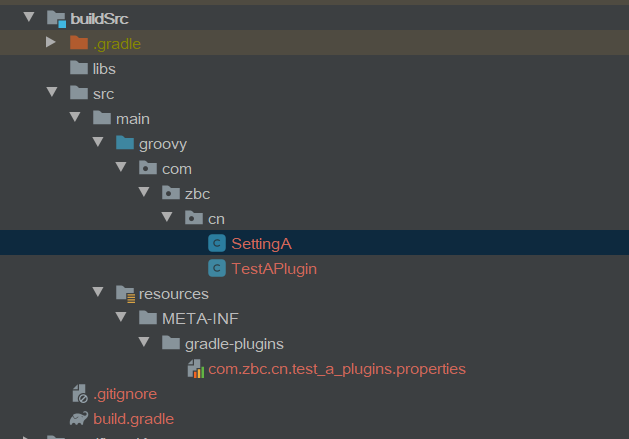 buildSrc
.gradle
libs
src
main
groovy
com
zbc
cn
SettingA
TestAPlugin
resources
META-INF
gradle-plugins
com.zbc.cn.test_a_plugins.properties
.gitignore
build.gradle